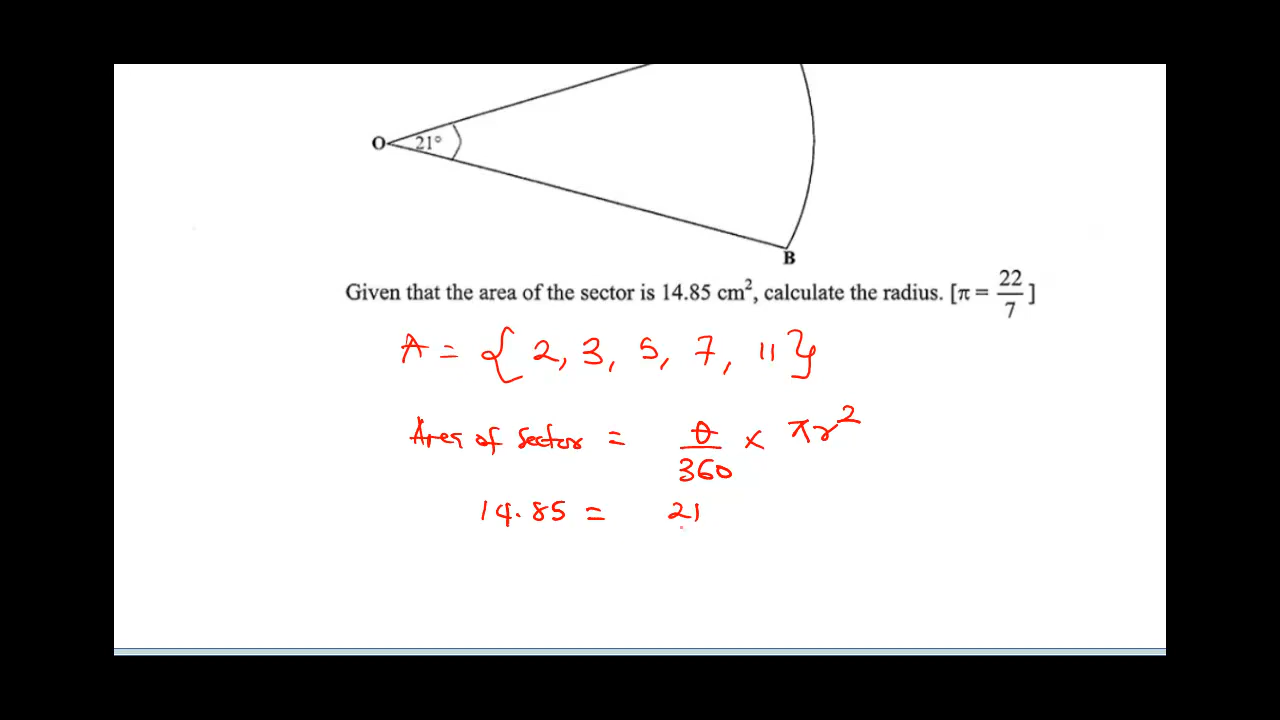 O 21°
B
Given that the area of the sector is 14.85 cm², calculate the radius. [π = 22/7]
A = { 2, 3, 5, 7, 11 }
Area of Sector = θ/360 × πr²
14.85 = 21